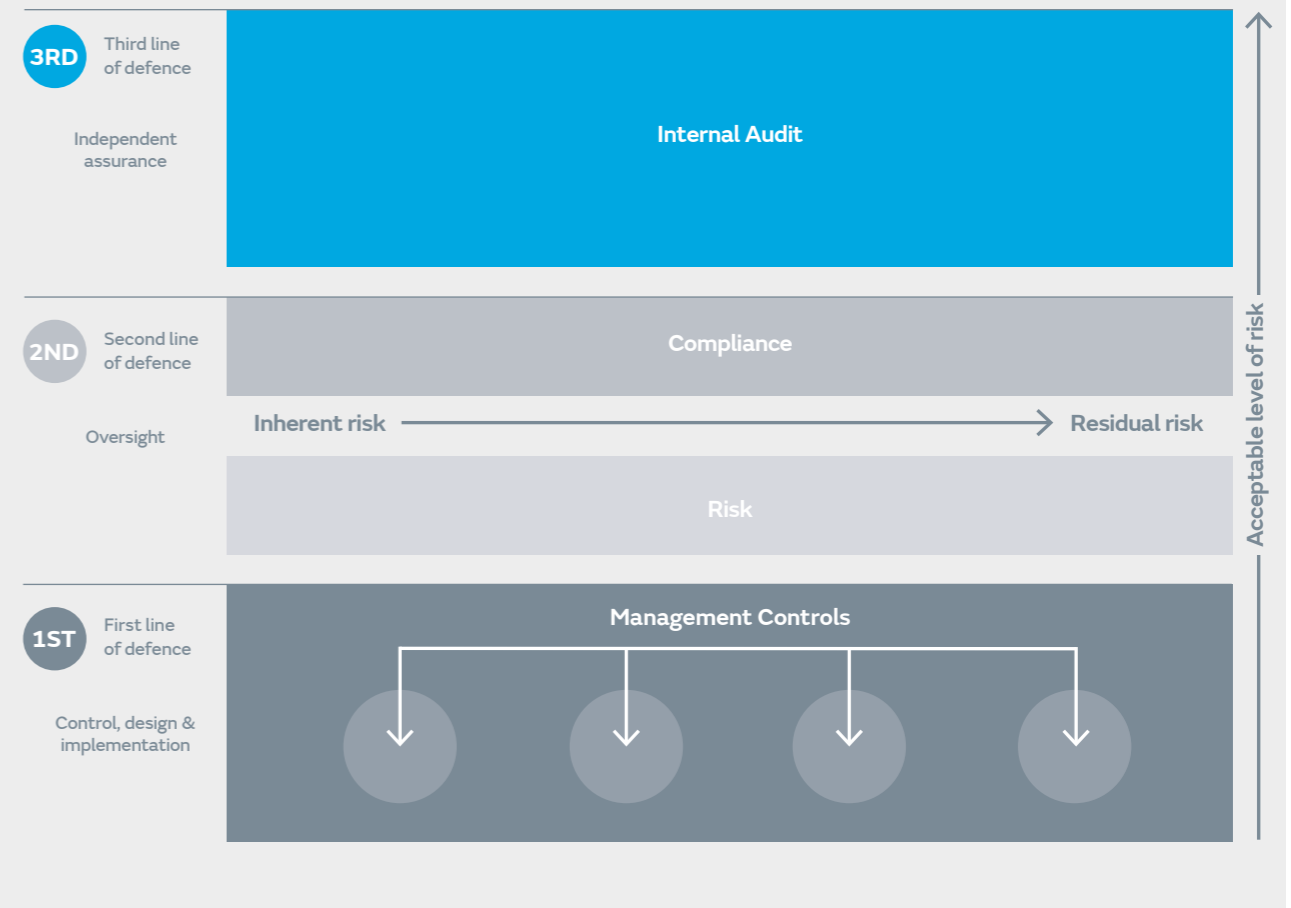 3RD
Third line
of defence
Independent
assurance
Internal Audit
2ND
Second line
of defence
Oversight
Compliance
Inherent risk
Residual risk
Risk
Acceptable level of risk
1ST
First line
of defence
Control, design &
implementation
Management Controls